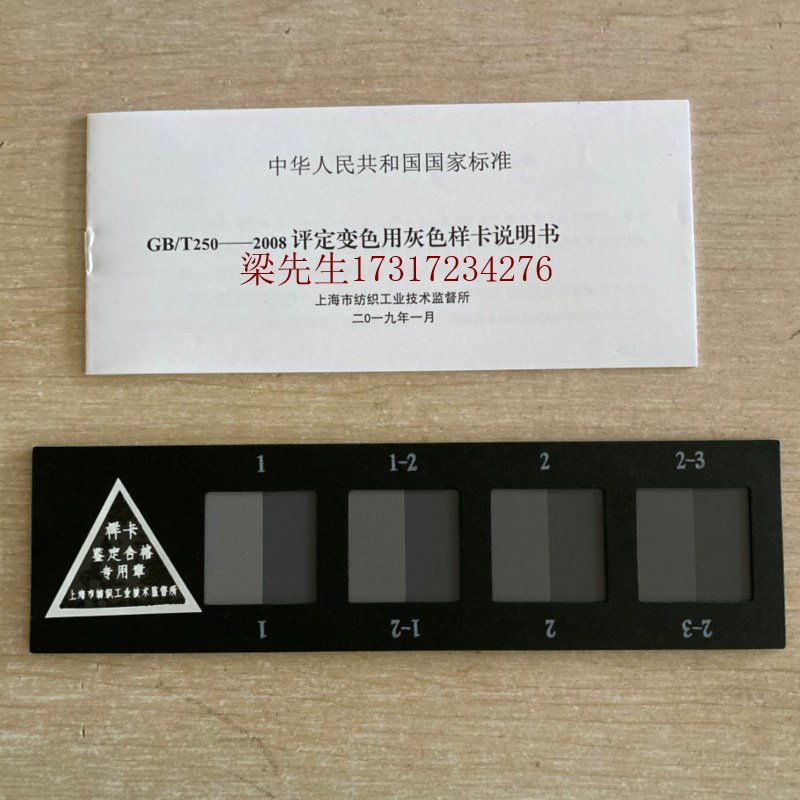 中华人民共和国国家标准
GB/T250——2008 评定变色用灰色样卡说明书
梁先生17317234276
上海市纺织工业技术监督所
二〇一九年一月
1 1-2 2 2-3
样卡
鉴定合格
专用章
上海市纺织工业技术监督所
1 1-2 2 2-3